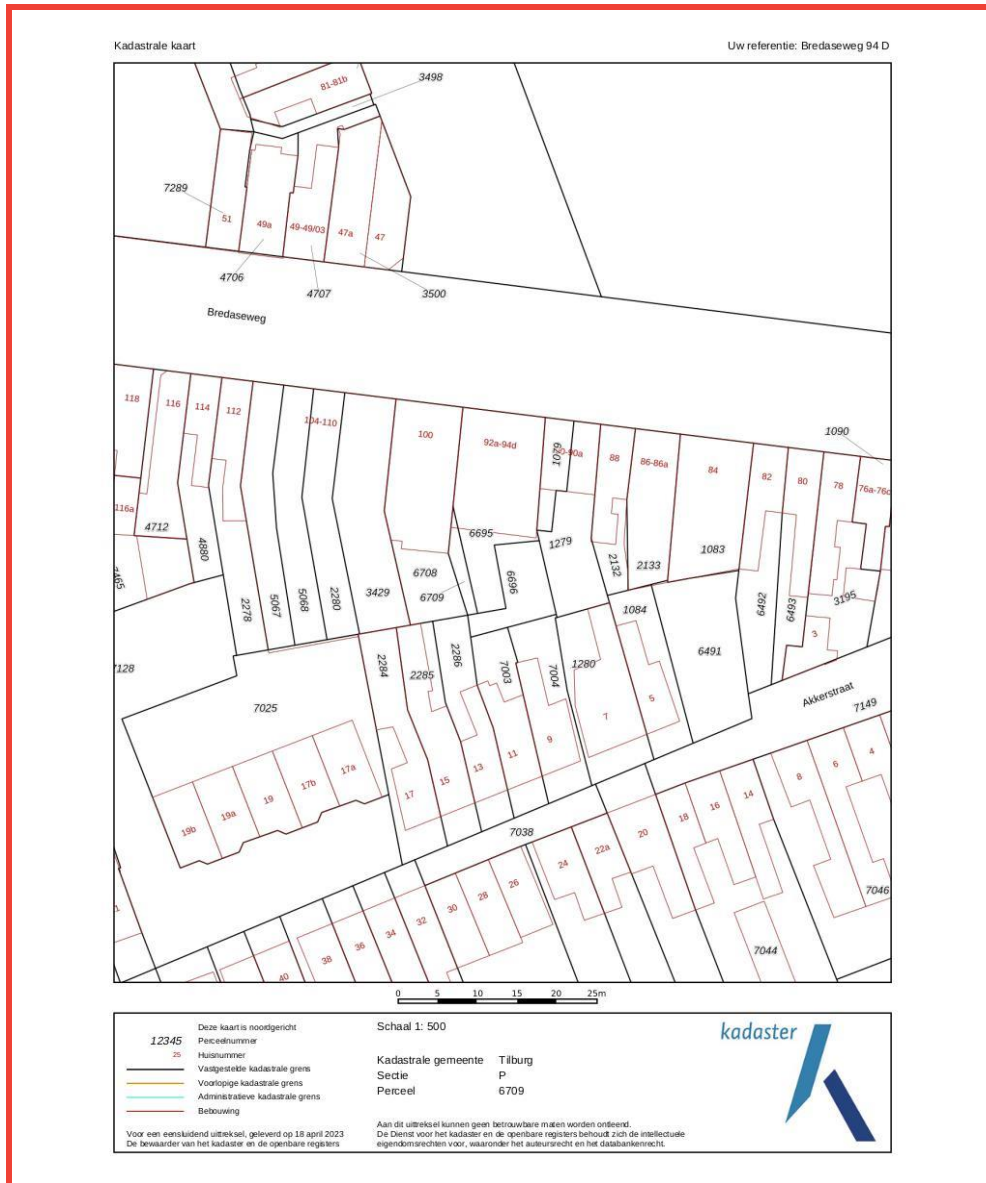 Kadastrale kaart
Uw referentie: Bredaseweg 94 D
81-81b
3498
7289
51
49a
49-49/03
47a
47
4706
4707
3500
Bredaseweg
118
116
114
112
104-110
100
92a-94d
6201
88
86-86a
84
1090
82
80
78
116a
4712
4880
2278
5067
5068
2280
3429
6708
6709
6695
6696
1279
2132
2133
1083
1084
6492
6493
3195
3
7128
7025
2284
2285
2286
7003
7004
1280
7
5
6491
Akkerstraat
7149
19b
19a
19
17b
17a
17
15
13
11
9
8
6
4
7038
24
22a
20
18
16
14
40
38
36
34
32
30
28
26
7044
7046
0 5 10 15 20 25m
12345
25
Deze kaart is noordgericht
Perceelnummer
Huisnummer
Vastgestelde kadastrale grens
Voorlopige kadastrale grens
Administratieve kadastrale grens
Bebouwing
Voor een eensluidend uittreksel, geleverd op 18 april 2023
De bewaarder van het kadaster en de openbare registers
Schaal 1: 500
Kadastrale gemeente Tilburg
Sectie P
Perceel 6709
Aan dit uittreksel kunnen geen betrouwbare maten worden ontleend.
De Dienst voor het kadaster en de openbare registers behoudt zich de intellectuele
eigendomsrechten voor, waaronder het auteursrecht en het databankenrecht.
kadaster